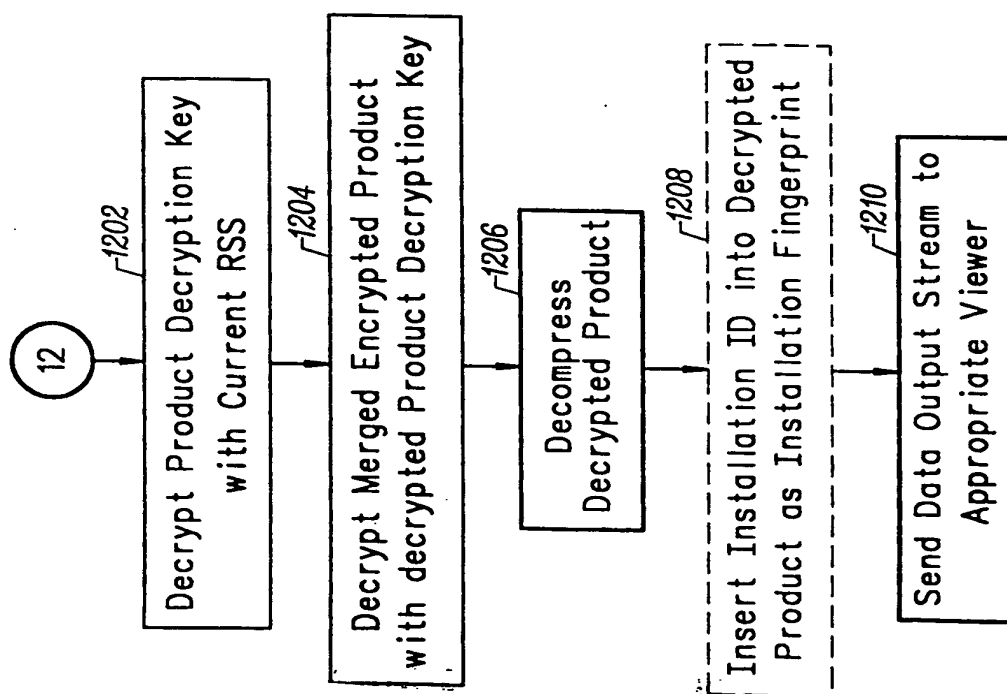 12
1202
Decrypt Product Decryption Key
with Current RSS
1204
Decrypt Merged Encrypted Product
with decrypted Product Decryption Key
1206
Decompress
Decrypted Product
1208
Insert Installation ID into Decrypted
Product as Installation Fingerprint
1210
Send Data Output Stream to
Appropriate Viewer